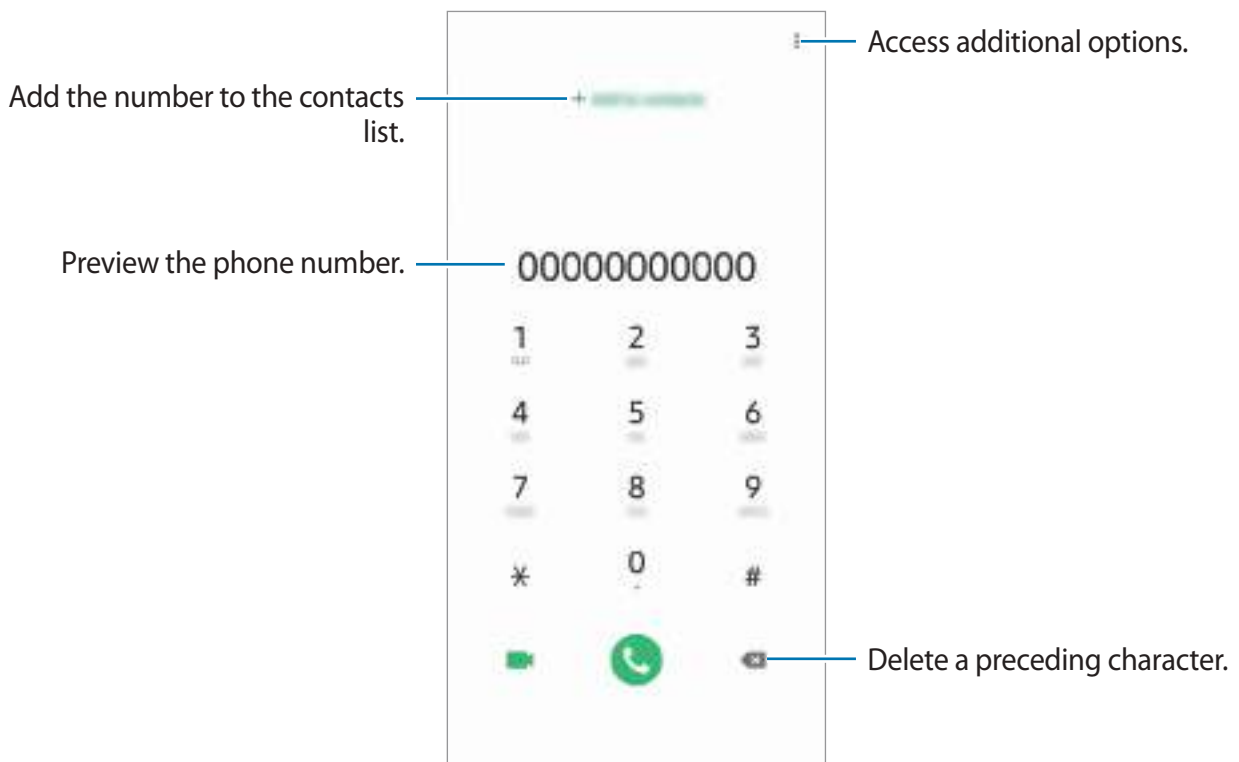 Access additional options.
Add the number to the contacts
list.
Preview the phone number.
00000000000
1 2 3
4 5 6
7 8 9
* 0 #
Delete a preceding character.